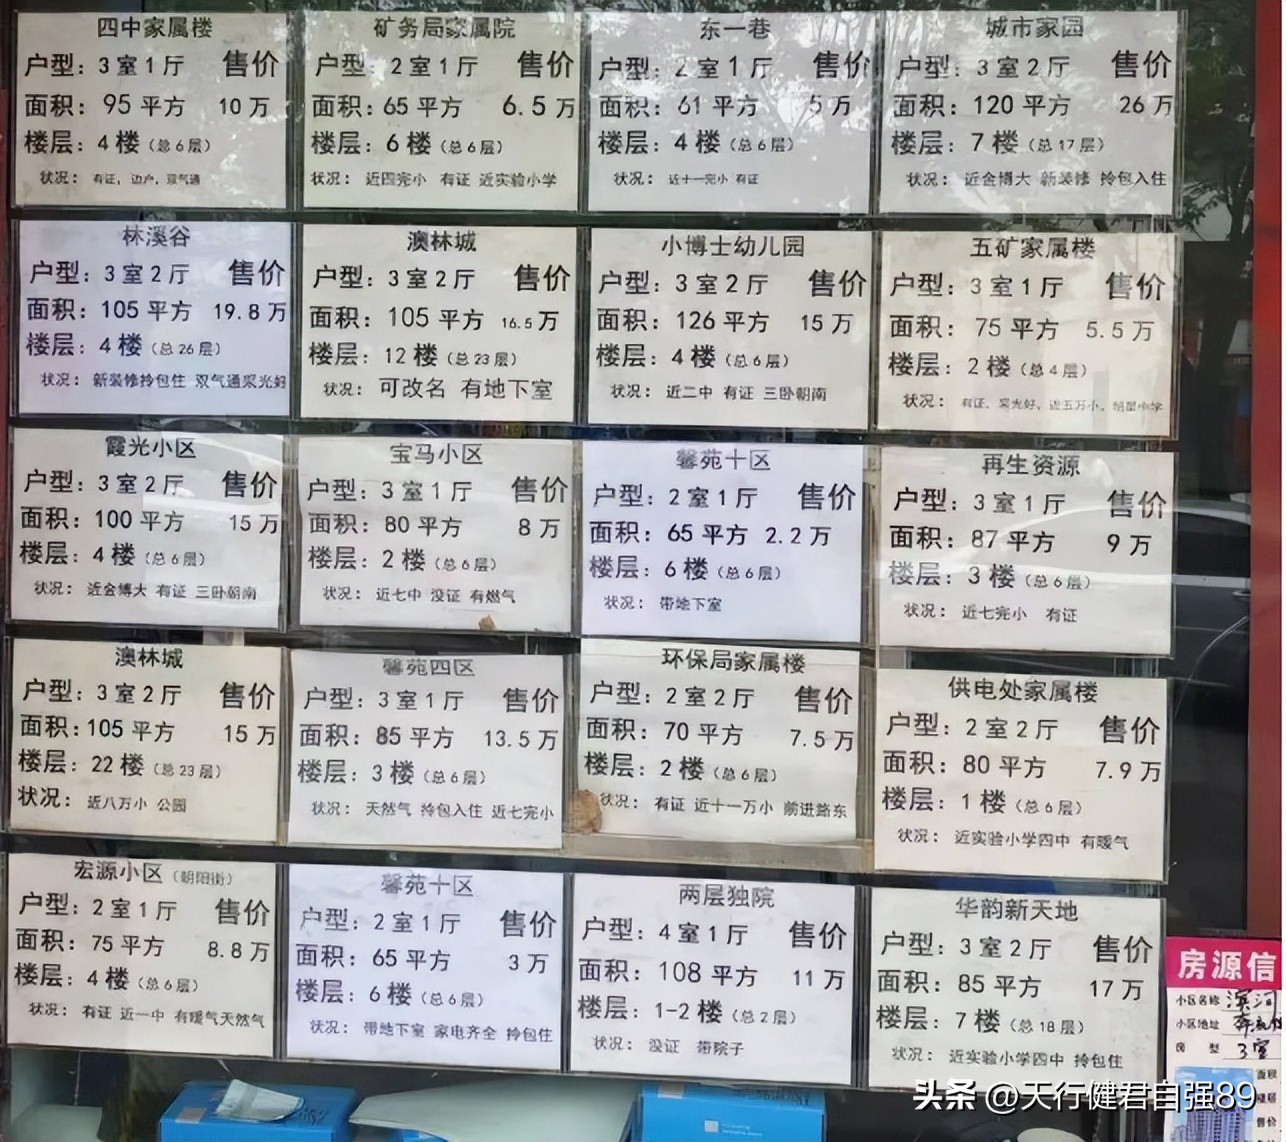 四中家属楼
户型：3室1厅 售价
面积：95平方 10万
楼层：4楼（总6层）
状况：有证，边户，双气通
矿务局家属院
户型：2室1厅 售价
面积：65平方 6.5万
楼层：6楼（总6层）
状况：近四完小 有证 近实验小学
东一巷
户型：2室1厅 售价
面积：61平方 5万
楼层：4楼（总6层）
状况：近十一完小 有证
城市家园
户型：3室2厅 售价
面积：120平方 26万
楼层：7楼（总17层）
状况：近金博大 新装修 拎包入住
林溪谷
户型：3室2厅 售价
面积：105平方 19.8万
楼层：4楼（总26层）
状况：新装修拎包住 双气通采光好
澳林城
户型：3室2厅 售价
面积：105平方 16.5万
楼层：12楼（总23层）
状况：可改名 有地下室
小博士幼儿园
户型：3室2厅 售价
面积：126平方 15万
楼层：4楼（总6层）
状况：近二中 有证 三卧朝南
五矿家属楼
户型：3室1厅 售价
面积：75平方 5.5万
楼层：2楼（总4层）
状况：有证，采光好，近五万小，明星小学
霞光小区
户型：3室2厅 售价
面积：100平方 15万
楼层：4楼（总6层）
状况：近金博大 有证 三卧朝南
宝马小区
户型：3室1厅 售价
面积：80平方 8万
楼层：2楼（总6层）
状况：近七中 没证 有燃气
馨苑十区
户型：2室1厅 售价
面积：65平方 2.2万
楼层：6楼（总6层）
状况：带地下室
再生资源
户型：3室1厅 售价
面积：87平方 9万
楼层：3楼（总6层）
状况：近七完小 有证
澳林城
户型：3室2厅 售价
面积：105平方 15万
楼层：22楼（总23层）
状况：近八万小 公园
馨苑四区
户型：3室1厅 售价
面积：85平方 13.5万
楼层：3楼（总6层）
状况：天然气 拎包入住 近七完小
环保局家属楼
户型：2室2厅 售价
面积：70平方 7.5万
楼层：2楼（总6层）
状况：有证 近十一万小 前进路东
供电处家属楼
户型：2室2厅 售价
面积：80平方 7.9万
楼层：1楼（总6层）
状况：近实验小学四中 有暖气
宏源小区（朝阳街）
户型：2室1厅 售价
面积：75平方 8.8万
楼层：4楼（总6层）
状况：有证 近一中 有暖气天然气
馨苑十区
户型：2室1厅 售价
面积：65平方 3万
楼层：6楼（总6层）
状况：带地下室 家电齐全 拎包住
两层独院
户型：4室1厅 售价
面积：108平方 11万
楼层：1-2楼（总2层）
状况：没证 带院子
华韵新天地
户型：3室2厅 售价
面积：85平方 17万
楼层：7楼（总18层）
状况：近实验小学四中 拎包住
房源信
小区名称 滨河
小区地址
房 型 3室
面积
楼层
售价
头条 @天行健君自强89